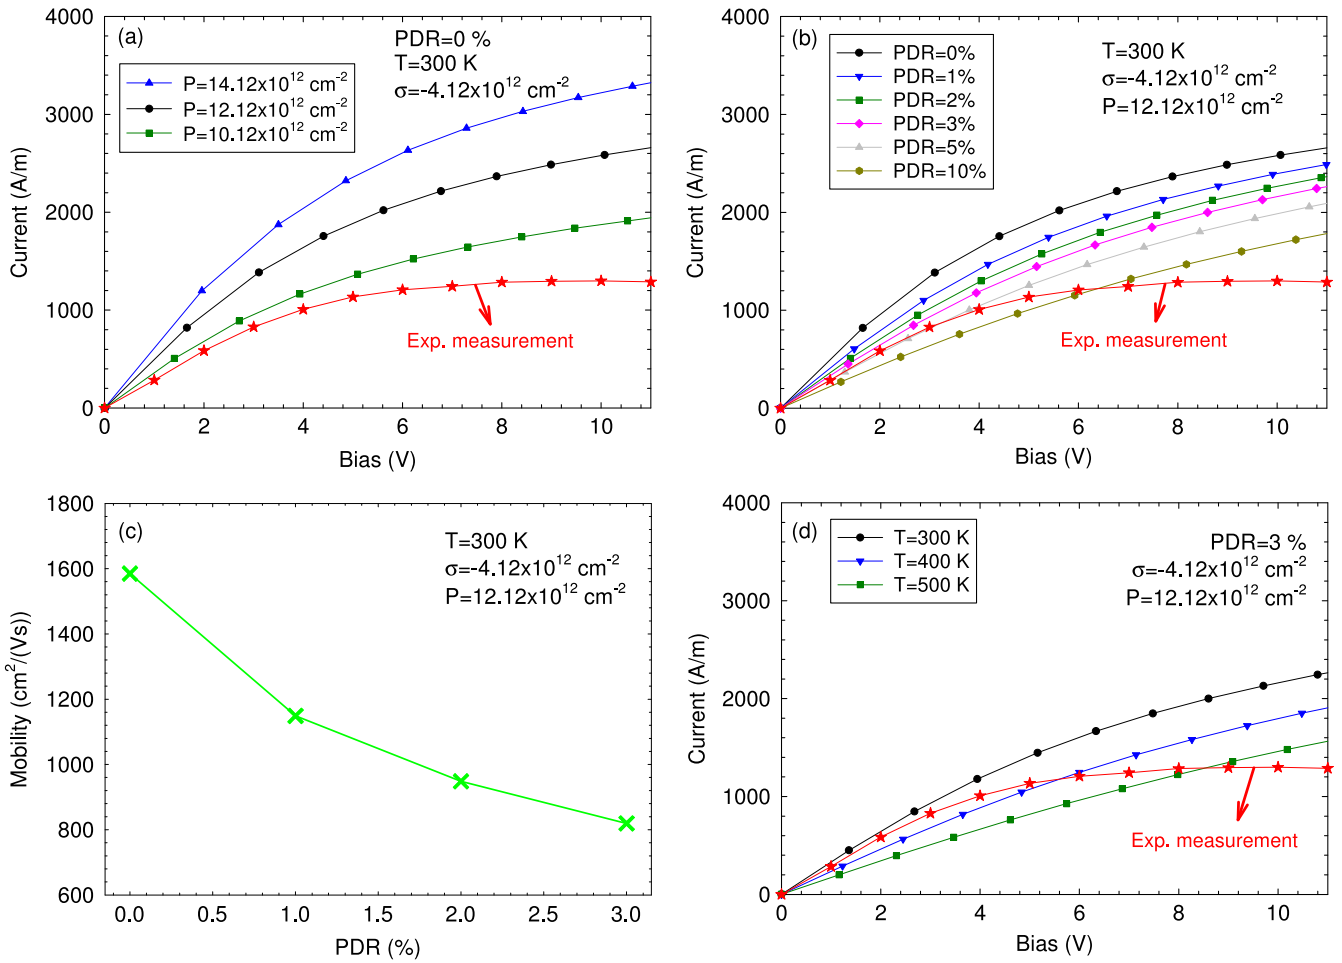 (a)
PDR=0 %
T=300 K
σ=-4.12x10^12 cm^-2
P=14.12x10^12 cm^-2
P=12.12x10^12 cm^-2
P=10.12x10^12 cm^-2
Exp. measurement
4000
3000
2000
1000
0
Current (A/m)
0 2 4 6 8 10
Bias (V)
(b)
PDR=0%
PDR=1%
PDR=2%
PDR=3%
PDR=5%
PDR=10%
T=300 K
σ=-4.12x10^12 cm^-2
P=12.12x10^12 cm^-2
Exp. measurement
4000
3000
2000
1000
0
Current (A/m)
0 2 4 6 8 10
Bias (V)
(c)
T=300 K
σ=-4.12x10^12 cm^-2
P=12.12x10^12 cm^-2
1800
1600
1400
1200
1000
800
600
Mobility (cm^2/(Vs))
0.0 0.5 1.0 1.5 2.0 2.5 3.0
PDR (%)
(d)
T=300 K
T=400 K
T=500 K
PDR=3 %
σ=-4.12x10^12 cm^-2
P=12.12x10^12 cm^-2
Exp. measurement
4000
3000
2000
1000
0
Current (A/m)
0 2 4 6 8 10
Bias (V)